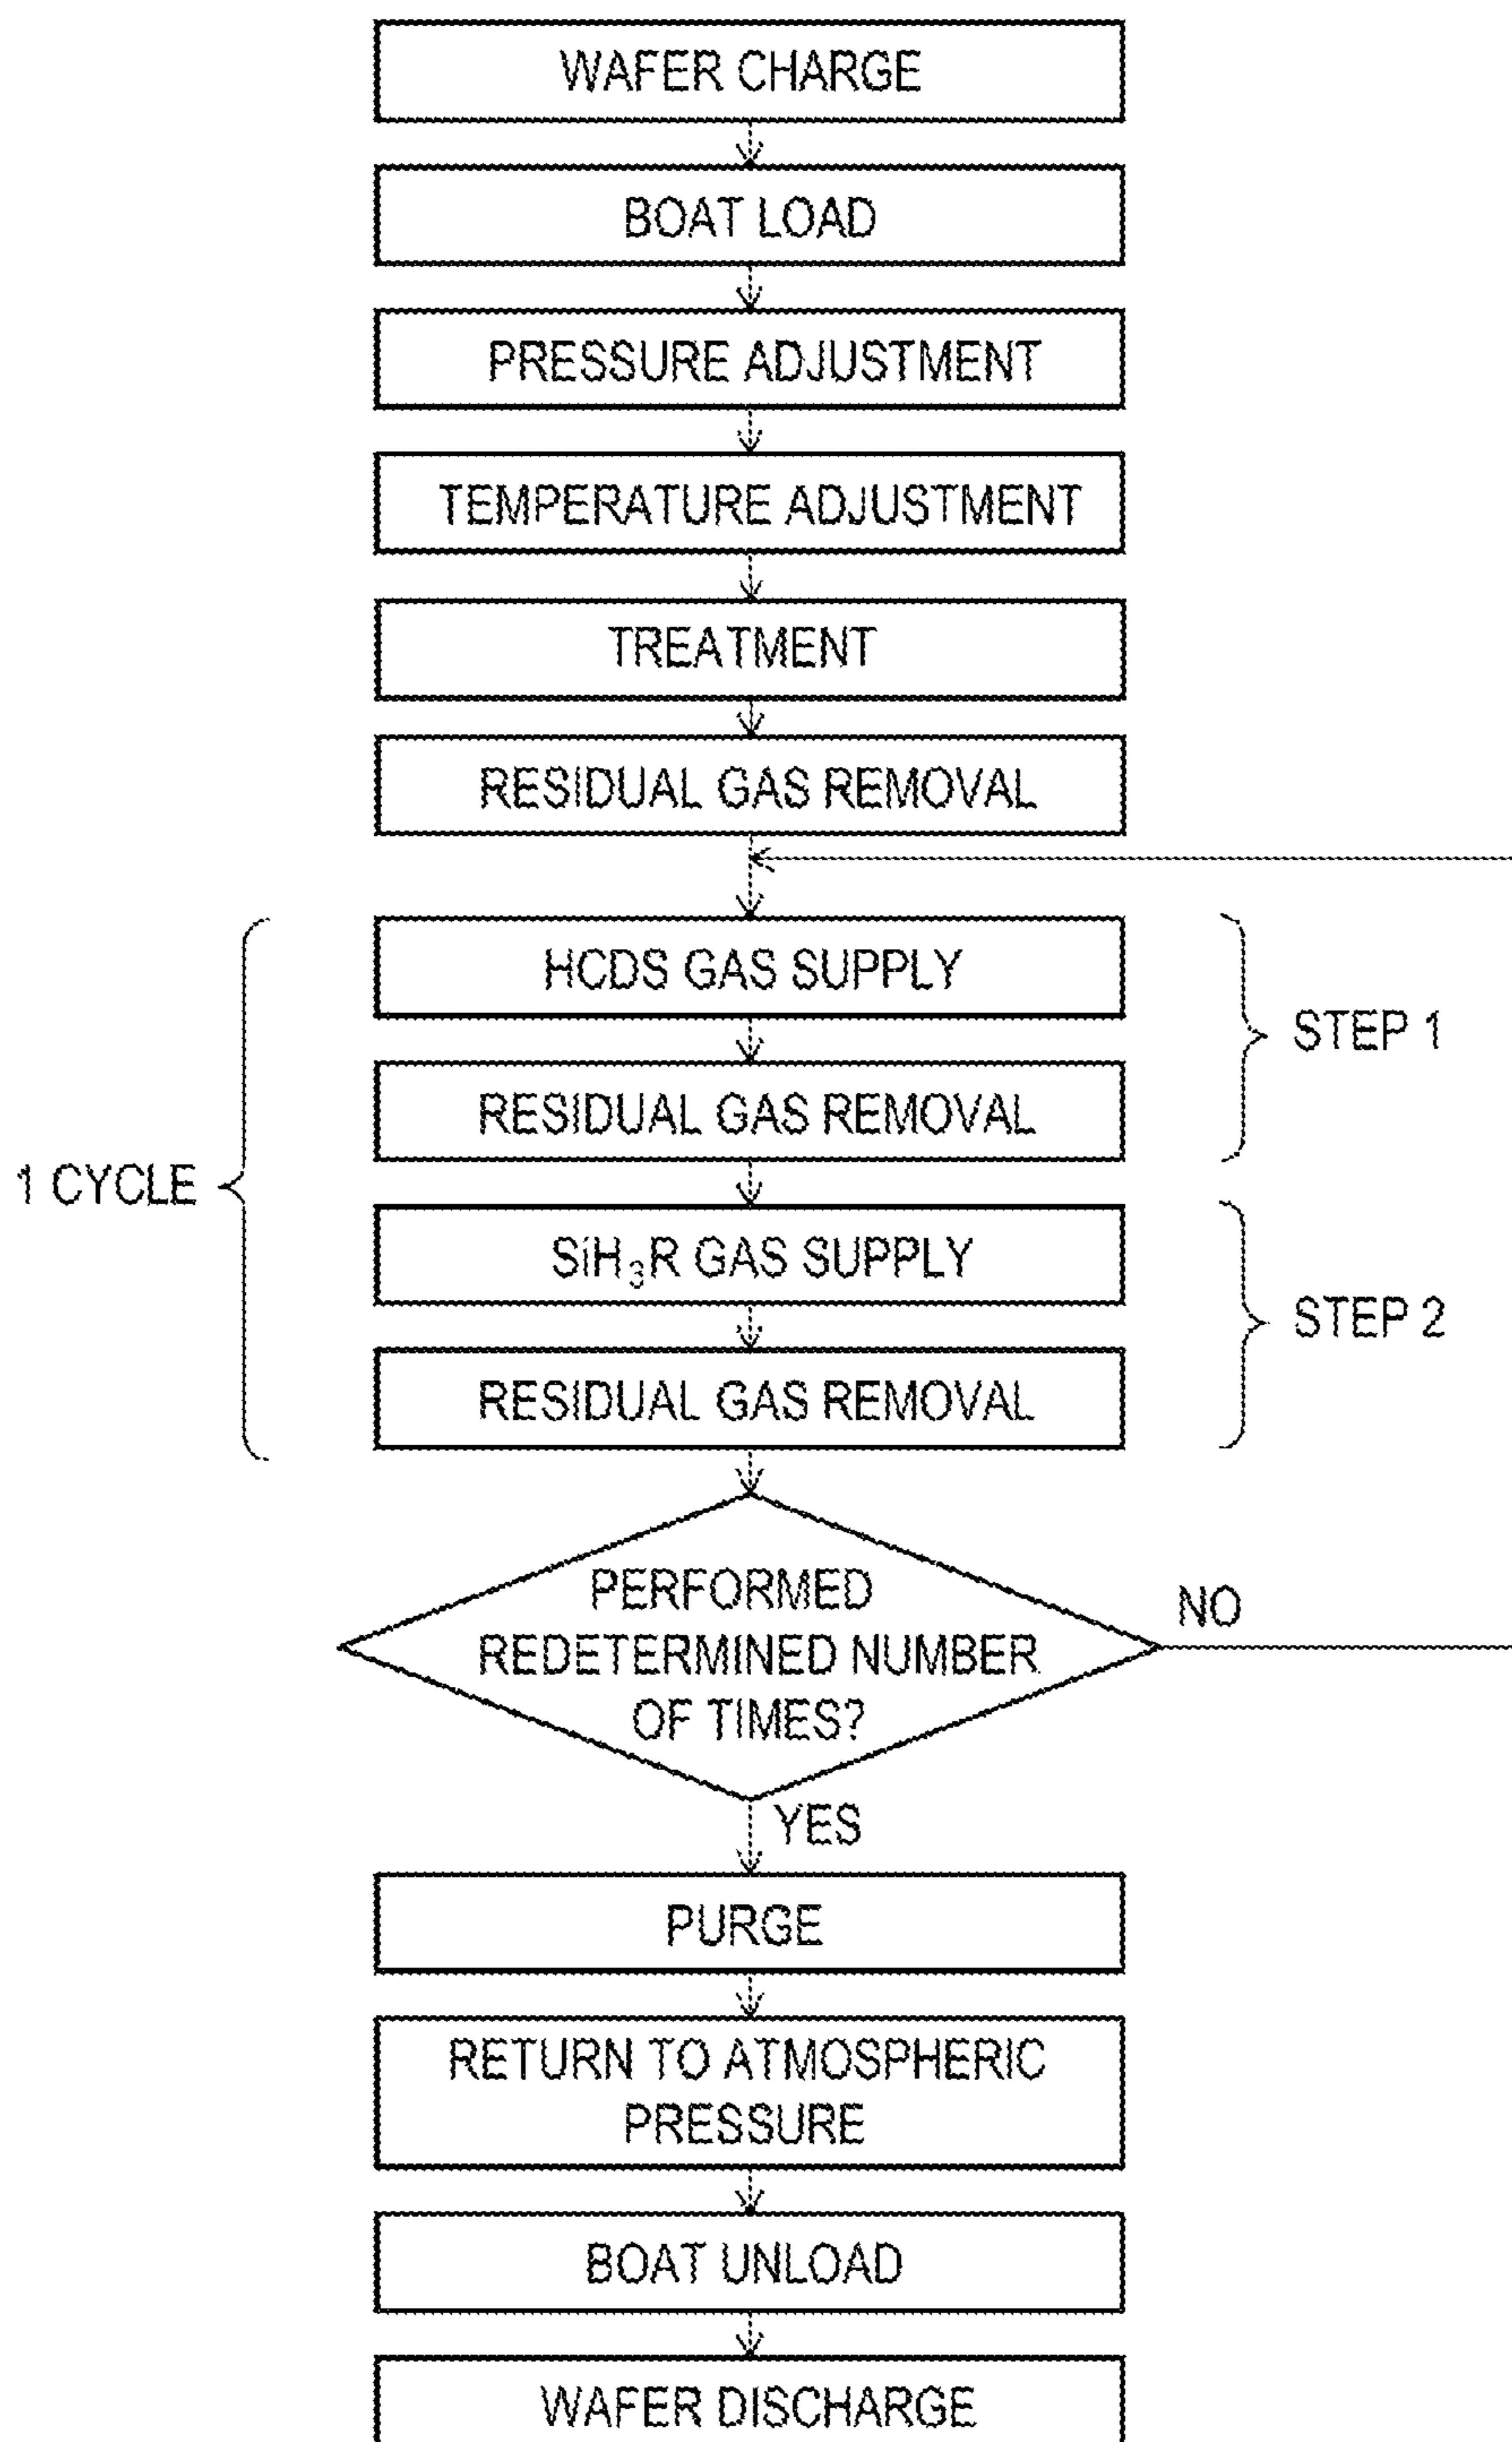 WAFER CHARGE
BOAT LOAD
PRESSURE ADJUSTMENT
TEMPERATURE ADJUSTMENT
TREATMENT
RESIDUAL GAS REMOVAL
HCDS GAS SUPPLY
STEP 1
RESIDUAL GAS REMOVAL
1 CYCLE
SiH₃R GAS SUPPLY
STEP 2
RESIDUAL GAS REMOVAL
PERFORMED
REDETERMINED NUMBER
OF TIMES?
NO
YES
PURGE
RETURN TO ATMOSPHERIC
PRESSURE
BOAT UNLOAD
WAFER DISCHARGE